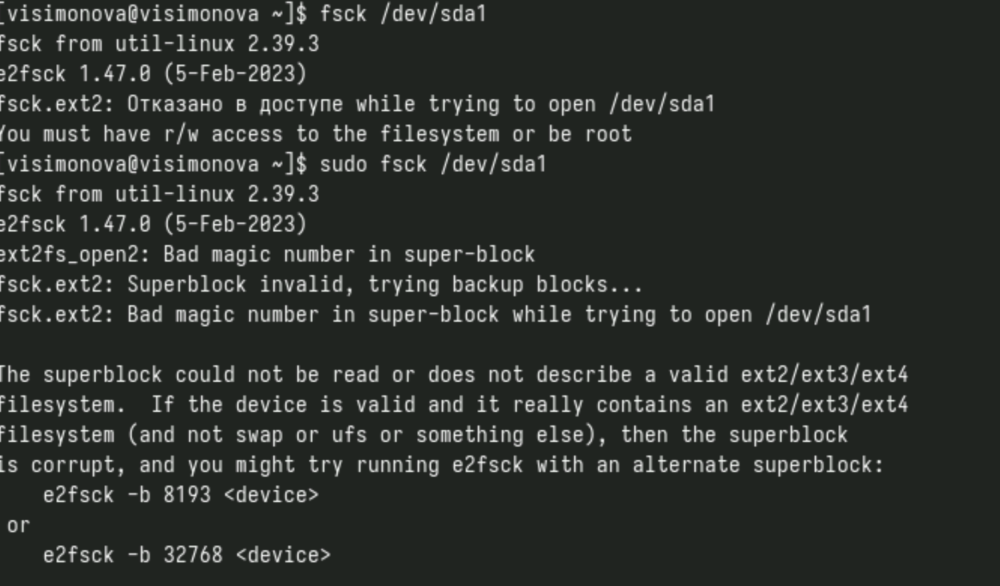 [visimonova@visimonova ~]$ fsck /dev/sda1
fsck from util-linux 2.39.3
e2fsck 1.47.0 (5-Feb-2023)
fsck.ext2: Отказано в доступе while trying to open /dev/sda1
You must have r/w access to the filesystem or be root
[visimonova@visimonova ~]$ sudo fsck /dev/sda1
fsck from util-linux 2.39.3
e2fsck 1.47.0 (5-Feb-2023)
ext2fs_open2: Bad magic number in super-block
fsck.ext2: Superblock invalid, trying backup blocks...
fsck.ext2: Bad magic number in super-block while trying to open /dev/sda1
The superblock could not be read or does not describe a valid ext2/ext3/ext4
filesystem.  If the device is valid and it really contains an ext2/ext3/ext4
filesystem (and not swap or ufs or something else), then the superblock
is corrupt, and you might try running e2fsck with an alternate superblock:
    e2fsck -b 8193 <device>
 or
    e2fsck -b 32768 <device>